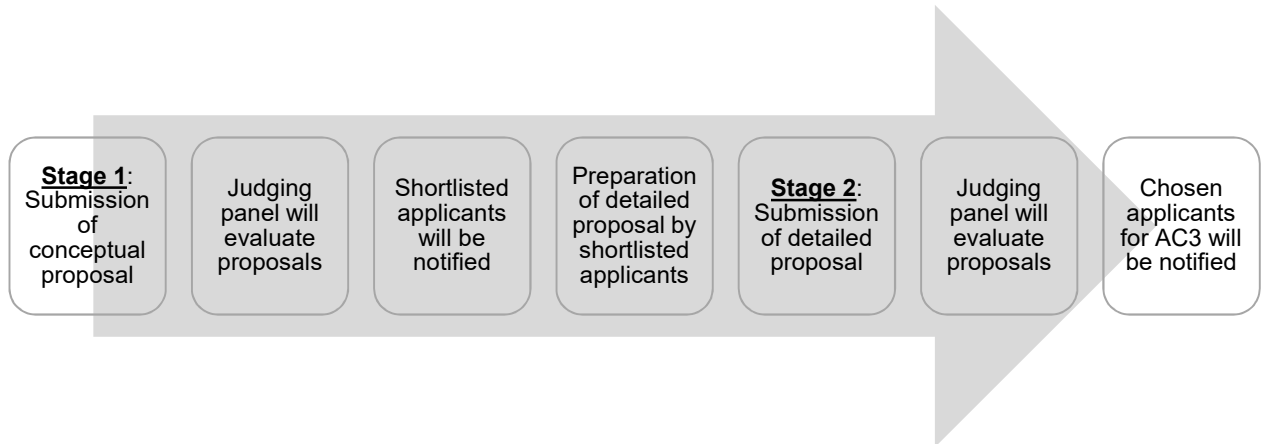 Stage 1:
Submission
of
conceptual
proposal
Judging
panel will
evaluate
proposals
Shortlisted
applicants
will be
notified
Preparation
of detailed
proposal by
shortlisted
applicants
Stage 2:
Submission
of detailed
proposal
Judging
panel will
evaluate
proposals
Chosen
applicants
for AC3 will
be notified